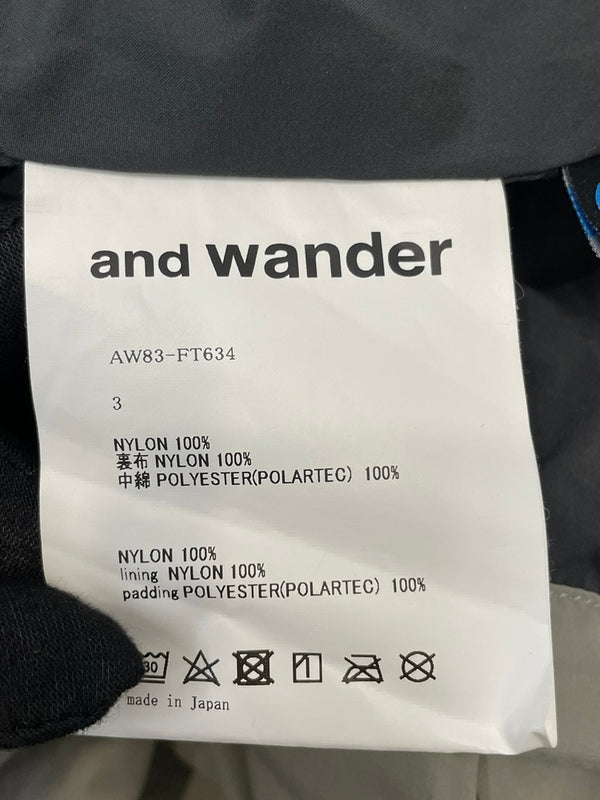 and wander
AW83-FT634
3
NYLON 100%
裏布 NYLON 100%
中綿 POLYESTER(POLARTEC) 100%
NYLON 100%
lining NYLON 100%
padding POLYESTER(POLARTEC) 100%
30
made in Japan